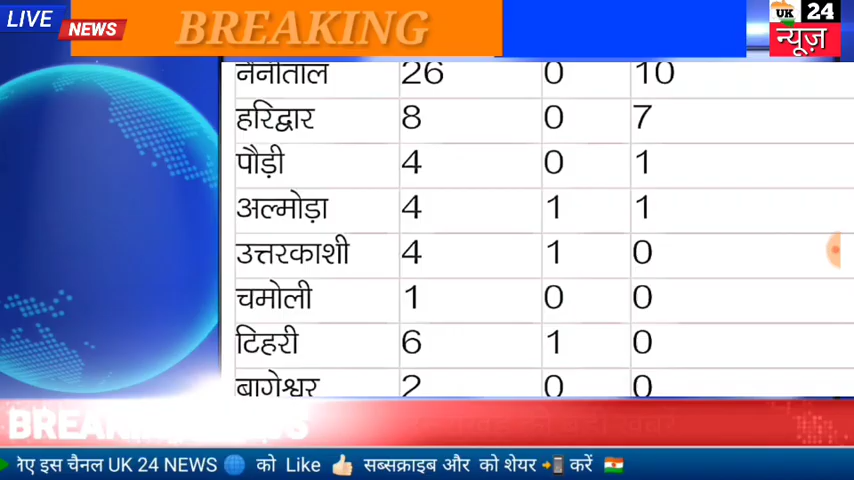 LIVE
NEWS
BREAKING
UK 24
न्यूज़
नैनीताल 26 0 10
हरिद्वार 8 0 7
पौड़ी 4 0 1
अल्मोड़ा 4 1 1
उत्तरकाशी 4 1 0
चमोली 1 0 0
टिहरी 6 1 0
बागेश्वर 2 0 0
इस चैनल UK 24 NEWS 🌐 को Like 👍🏻 सब्सक्राइब और को शेयर 📲 करें 🇮🇳